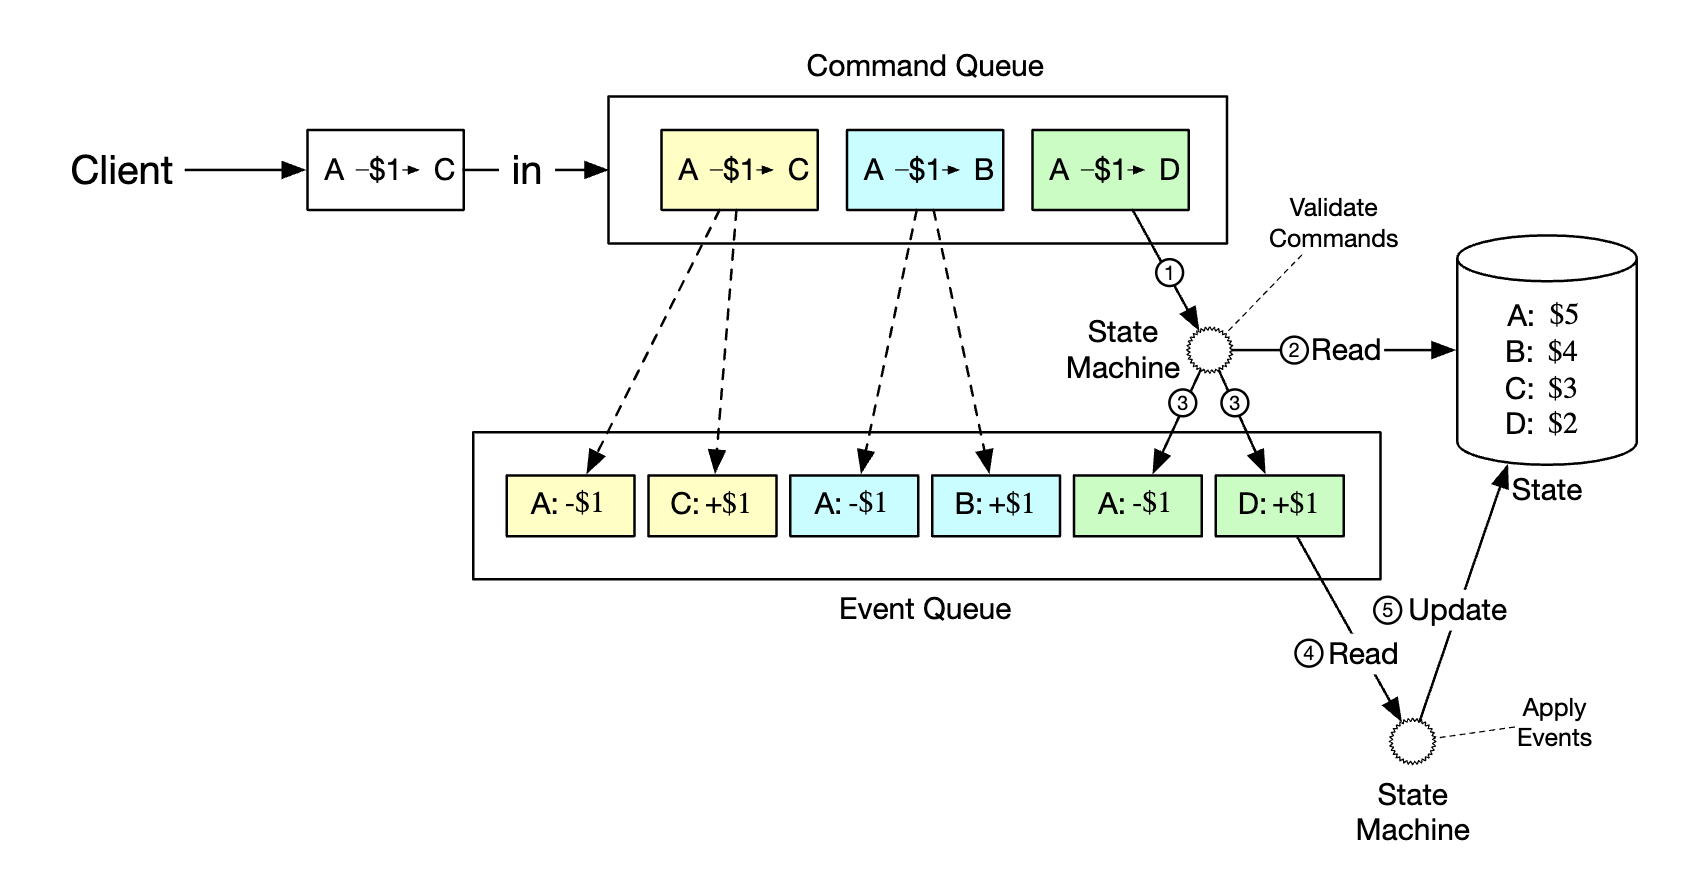 Command Queue
Client
A –$1→ C
in
A –$1→ C
A –$1→ B
A –$1→ D
Validate
Commands
1
State
Machine
2 Read
A: $5
B: $4
C: $3
D: $2
State
3
3
A: -$1
C: +$1
A: -$1
B: +$1
A: -$1
D: +$1
Event Queue
5 Update
4 Read
Apply
Events
State
Machine